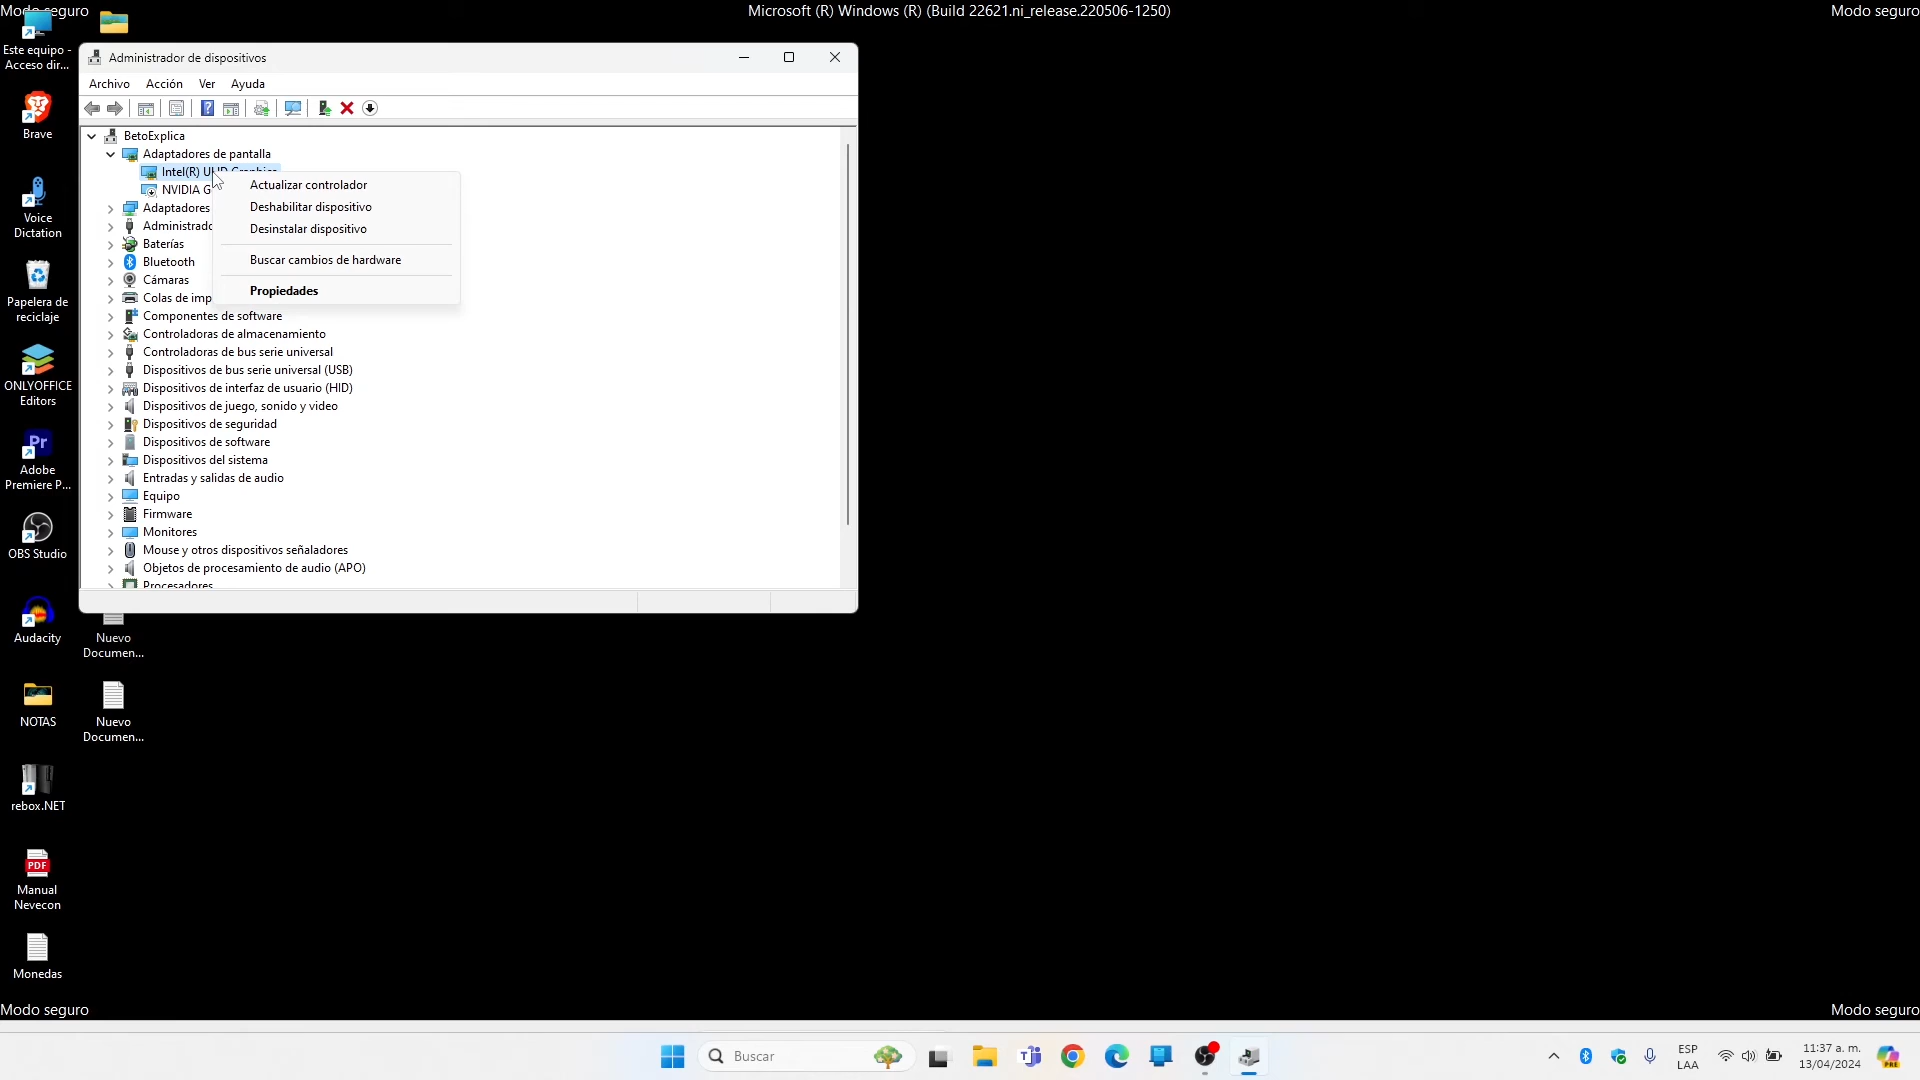 Modo seguro
Microsoft (R) Windows (R) (Build 22621.ni_release.220506-1250)
Modo seguro
Este equipo -
Acceso dir...
Brave
Voice
Dictation
Papelera de
reciclaje
ONLYOFFICE
Editors
Adobe
Premiere P...
OBS Studio
Audacity
NOTAS
rebox.NET
Manual
Nevecon
Monedas
Nuevo
Documen...
Nuevo
Documen...
Administrador de dispositivos
Archivo Acción Ver Ayuda
BetoExplica
Adaptadores de pantalla
Intel(R) UHD Graphics
NVIDIA G
Adaptadores
Administrado
Baterías
Bluetooth
Cámaras
Colas de imp
Componentes de software
Controladoras de almacenamiento
Controladoras de bus serie universal
Dispositivos de bus serie universal (USB)
Dispositivos de interfaz de usuario (HID)
Dispositivos de juego, sonido y video
Dispositivos de seguridad
Dispositivos de software
Dispositivos del sistema
Entradas y salidas de audio
Equipo
Firmware
Monitores
Mouse y otros dispositivos señaladores
Objetos de procesamiento de audio (APO)
Procesadores
Actualizar controlador
Deshabilitar dispositivo
Desinstalar dispositivo
Buscar cambios de hardware
Propiedades
Modo seguro
Modo seguro
Buscar
ESP
LAA
11:37 a. m.
13/04/2024
PRE
Pr
PDF